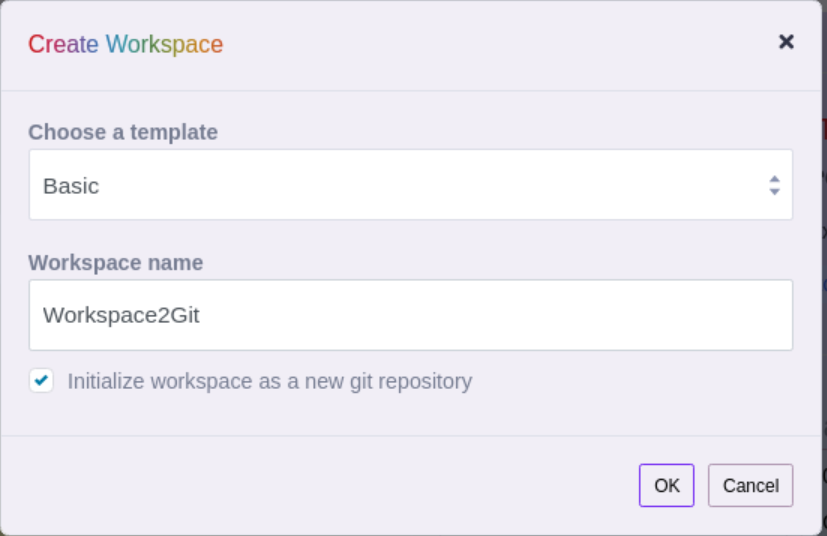 Create Workspace
Choose a template
Basic
Workspace name
Workspace2Git
Initialize workspace as a new git repository
OK
Cancel